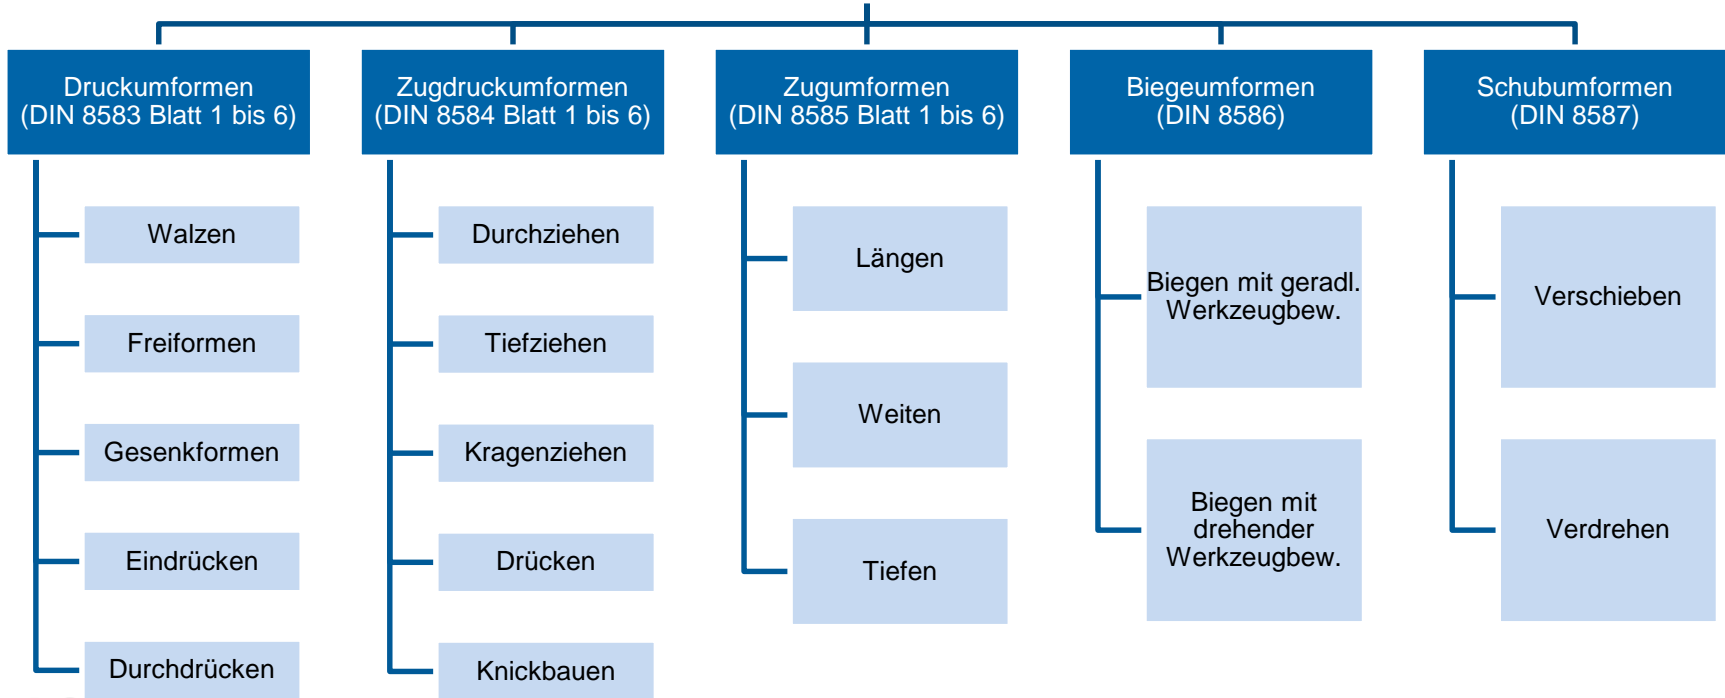 Druckumformen
(DIN 8583 Blatt 1 bis 6)
Walzen
Freiformen
Gesenkformen
Eindrücken
Durchdrücken
Zugdruckumformen
(DIN 8584 Blatt 1 bis 6)
Durchziehen
Tiefziehen
Kragenziehen
Drücken
Knickbauen
Zugumformen
(DIN 8585 Blatt 1 bis 6)
Längen
Weiten
Tiefen
Biegeumformen
(DIN 8586)
Biegen mit geradl.
Werkzeugbew.
Biegen mit
drehender
Werkzeugbew.
Schubumformen
(DIN 8587)
Verschieben
Verdrehen